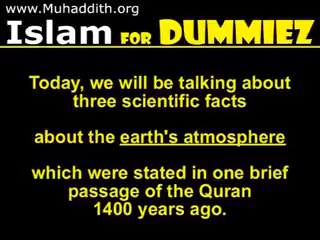 www.Muhaddith.org
Islam FOR DUMMIEZ
Today, we will be talking about
three scientific facts
about the earth's atmosphere
which were stated in one brief
passage of the Quran
1400 years ago.